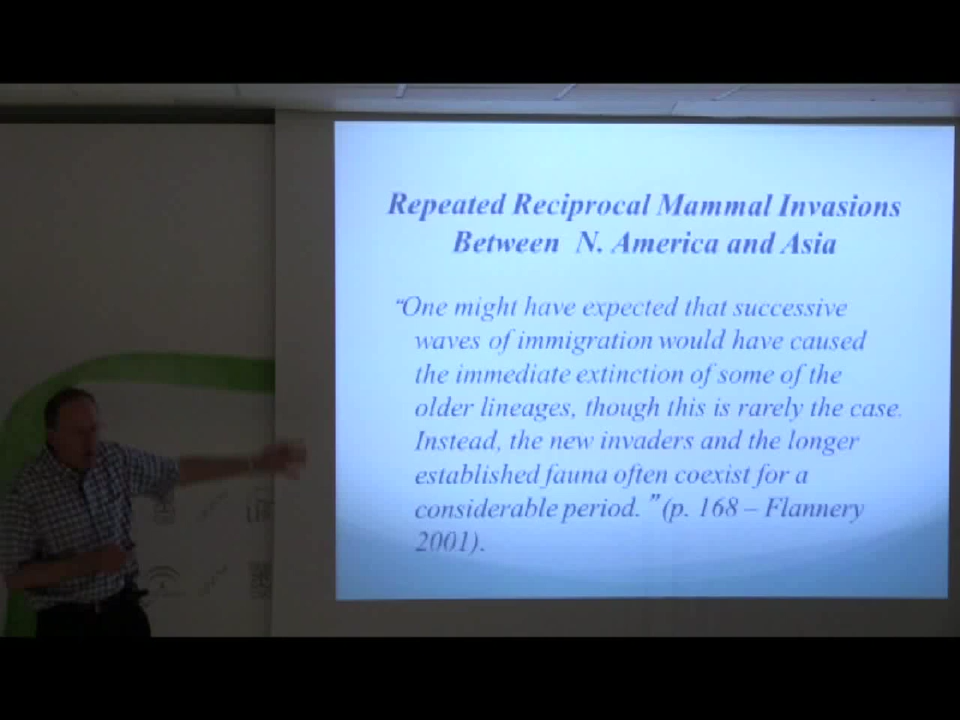 Repeated Reciprocal Mammal Invasions
Between N. America and Asia
“One might have expected that successive
waves of immigration would have caused
the immediate extinction of some of the
older lineages, though this is rarely the case.
Instead, the new invaders and the longer
established fauna often coexist for a
considerable period.” (p. 168 – Flannery
2001).